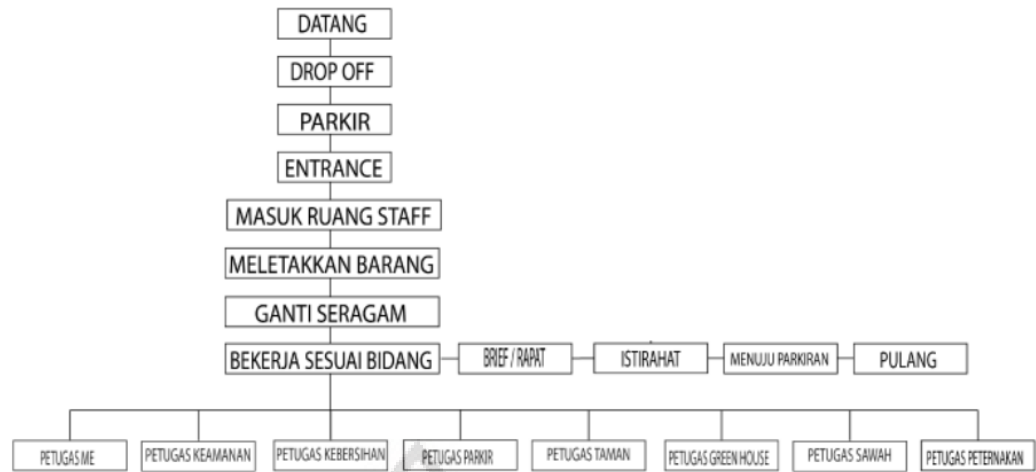 DATANG
DROP OFF
PARKIR
ENTRANCE
MASUK RUANG STAFF
MELETAKKAN BARANG
GANTI SERAGAM
BEKERJA SESUAI BIDANG
BRIEF / RAPAT
ISTIRAHAT
MENUJU PARKIRAN
PULANG
PETUGAS ME
PETUGAS KEAMANAN
PETUGAS KEBERSIHAN
PETUGAS PARKIR
PETUGAS TAMAN
PETUGAS GREEN HOUSE
PETUGAS SAWAH
PETUGAS PETERNAKAN